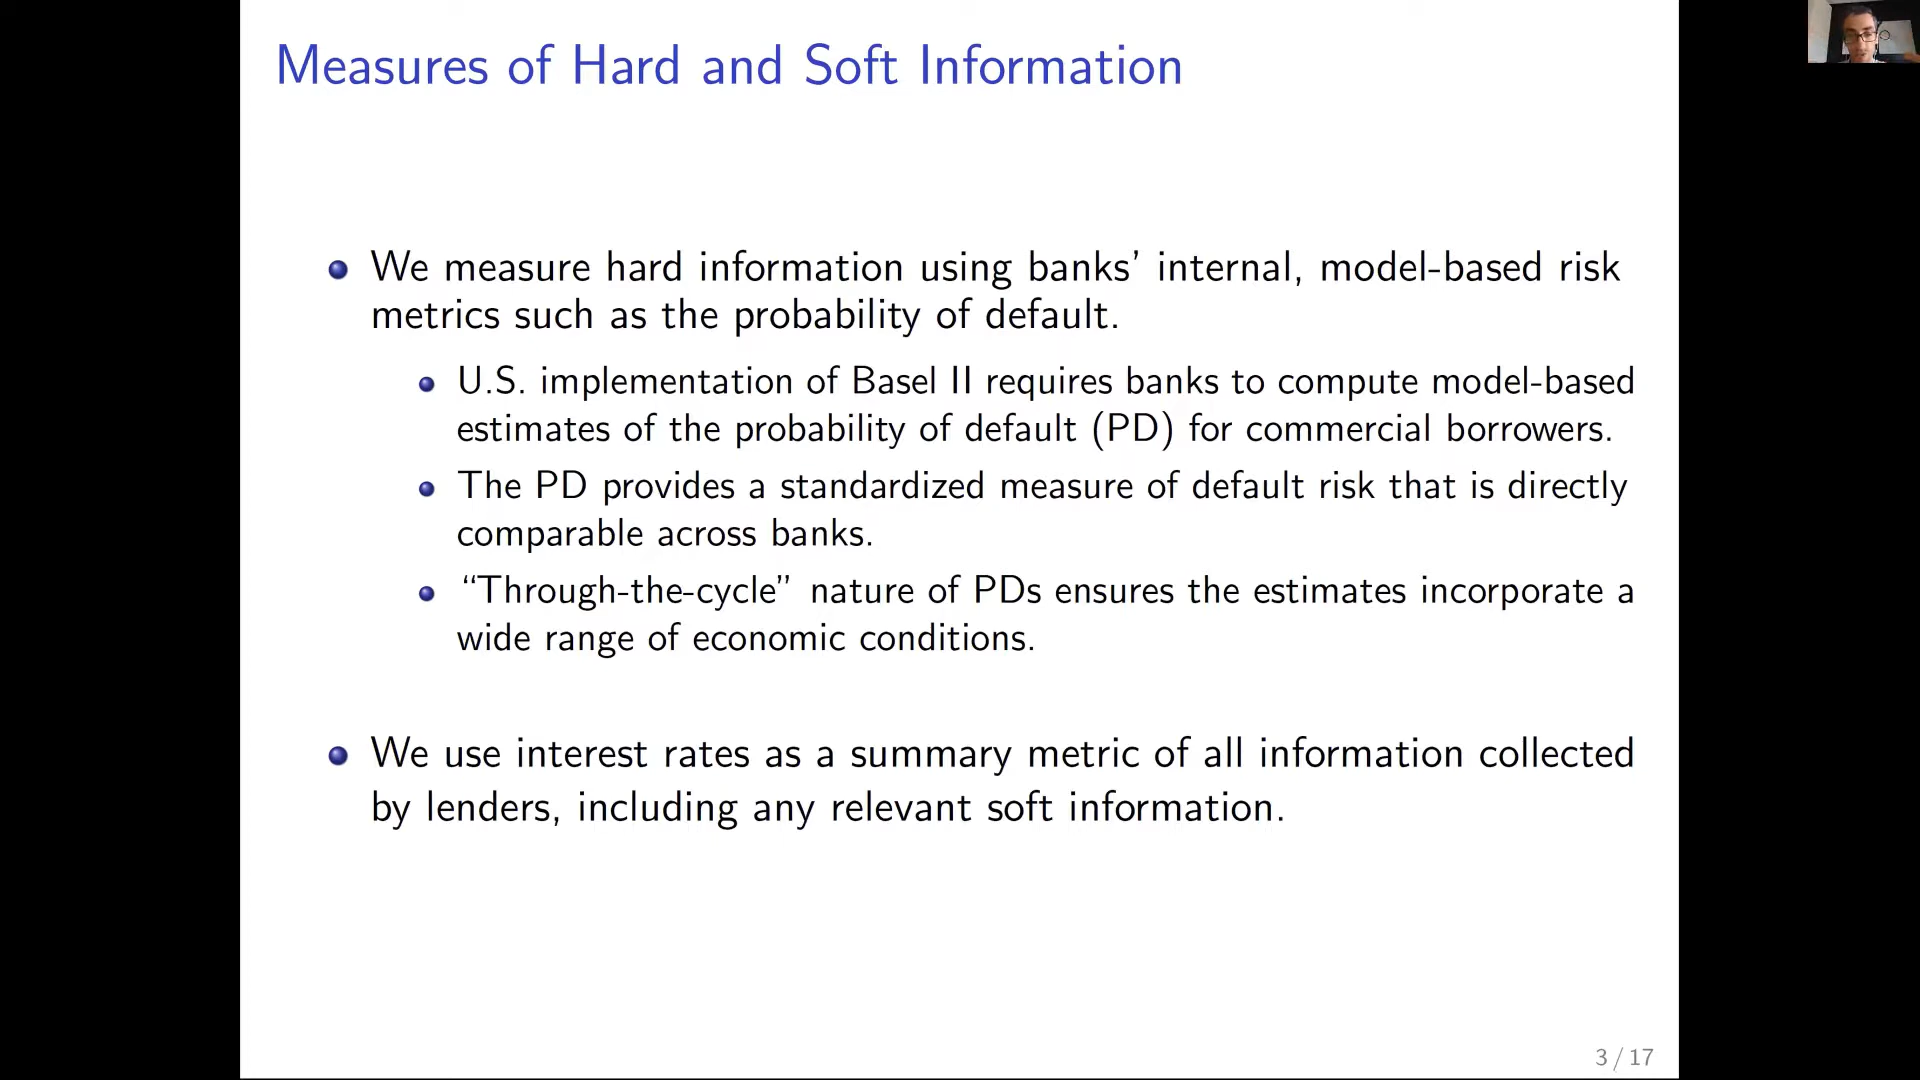 Measures of Hard and Soft Information
We measure hard information using banks’ internal, model-based risk
metrics such as the probability of default.
U.S. implementation of Basel II requires banks to compute model-based
estimates of the probability of default (PD) for commercial borrowers.
The PD provides a standardized measure of default risk that is directly
comparable across banks.
“Through-the-cycle” nature of PDs ensures the estimates incorporate a
wide range of economic conditions.
We use interest rates as a summary metric of all information collected
by lenders, including any relevant soft information.
3 / 17